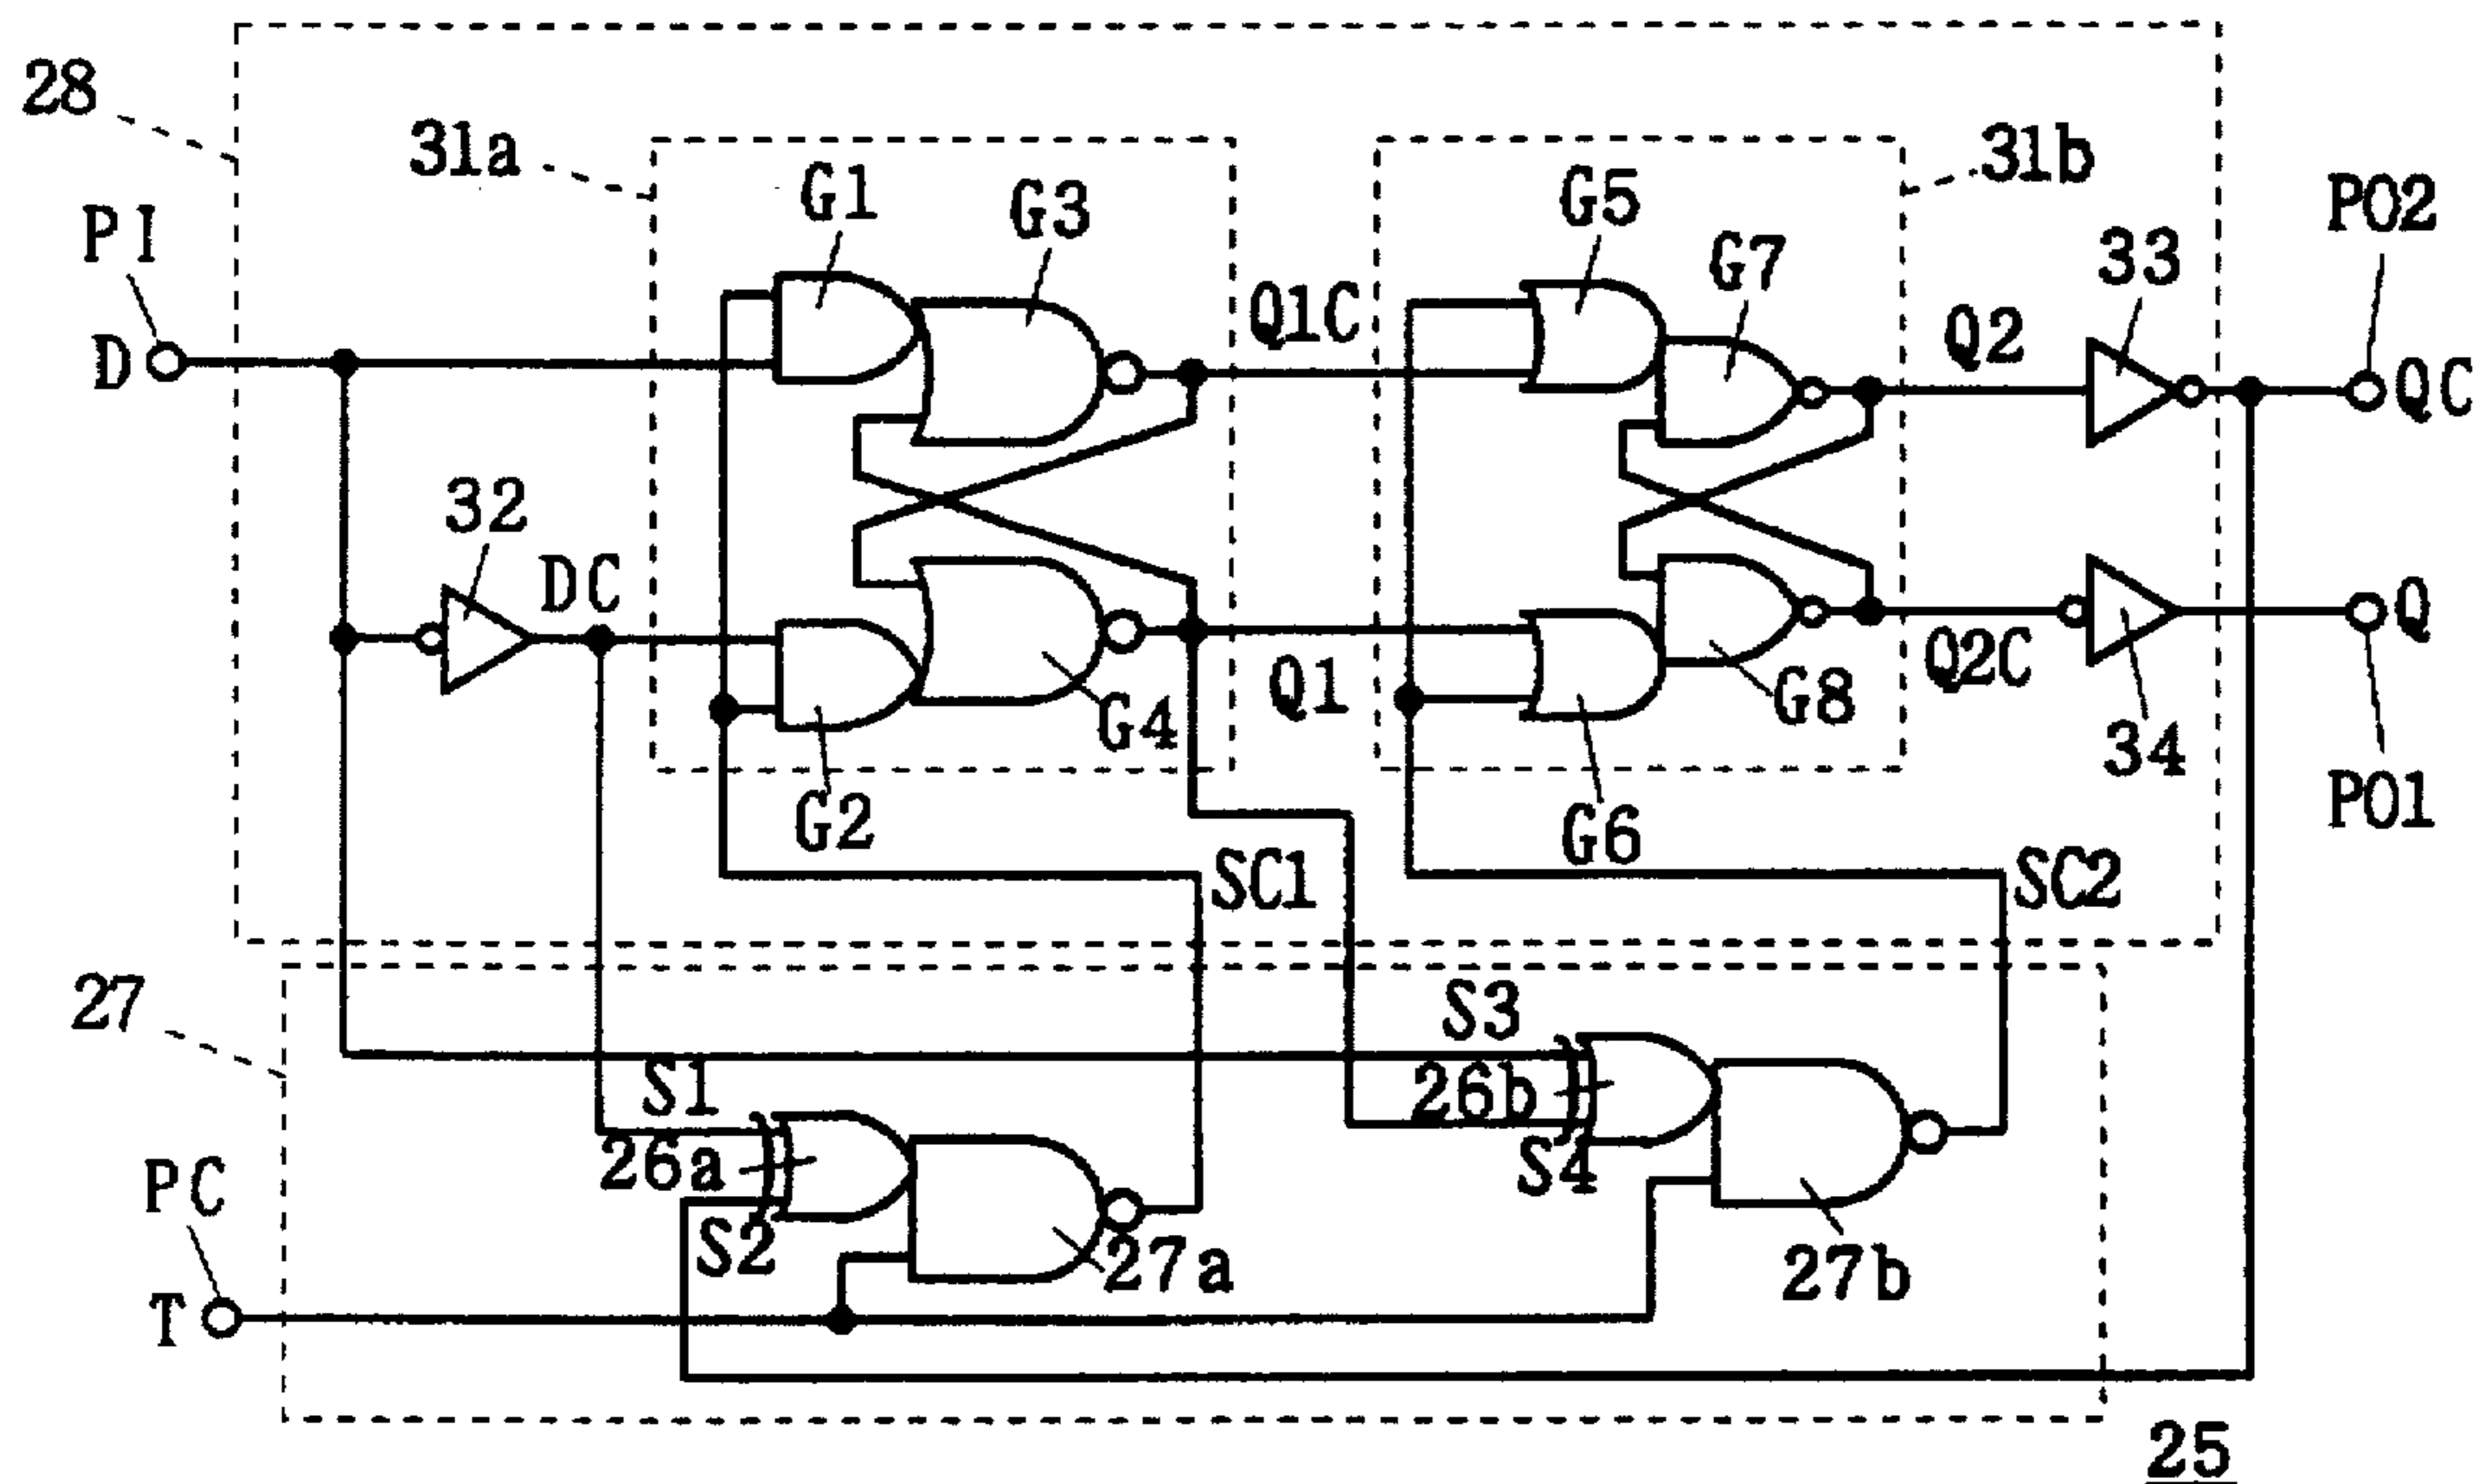 28
31a
G1
G3
G5
G7
31b
PO2
PI
D
Q1C
Q2
33
QC
32
DC
G2
G4
Q1
G6
G8
Q2C
34
Q
PO1
SC1
SC2
27
S1
S3
26b
26a
S4
S2
PC
T
27a
27b
25